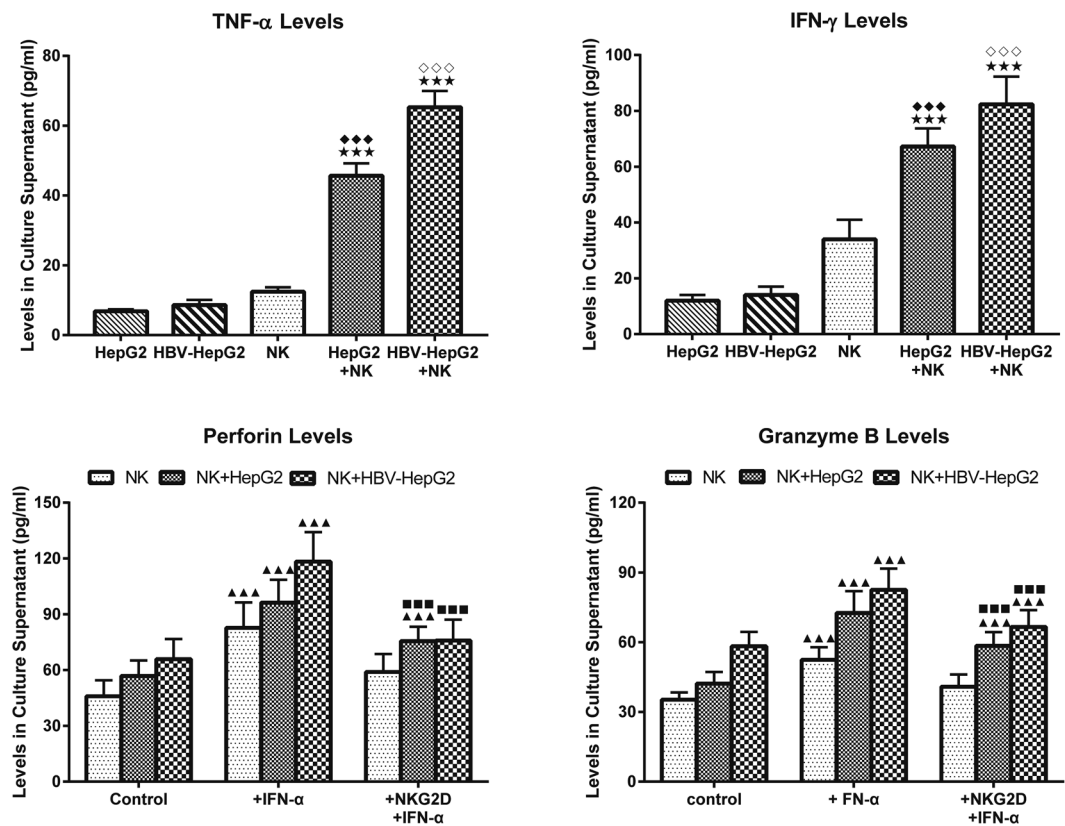 TNF-α Levels
Levels in Culture Supernatant (pg/ml)
80
60
40
20
0
◇◇◇
★★★
◆◆◆
★★★
HepG2 HBV-HepG2 NK HepG2 HBV-HepG2
+NK +NK
IFN-γ Levels
Levels in Culture Supernatant (pg/ml)
100
80
60
40
20
0
◇◇◇
★★★
◆◆◆
★★★
HepG2 HBV-HepG2 NK HepG2 HBV-HepG2
+NK +NK
Perforin Levels
NK NK+HepG2 NK+HBV-HepG2
Levels in Culture Supernatant (pg/ml)
150
120
90
60
30
0
▲▲▲
▲▲▲
▲▲▲
■■■ ■■■
▲▲▲
Control +IFN-α +NKG2D
+IFN-α
Granzyme B Levels
NK NK+HepG2 NK+HBV-HepG2
Levels in Culture Supernatant (pg/ml)
120
90
60
30
0
▲▲▲
▲▲▲
▲▲▲
■■■
▲▲▲
■■■
▲▲▲
control + FN-α +NKG2D
+IFN-α